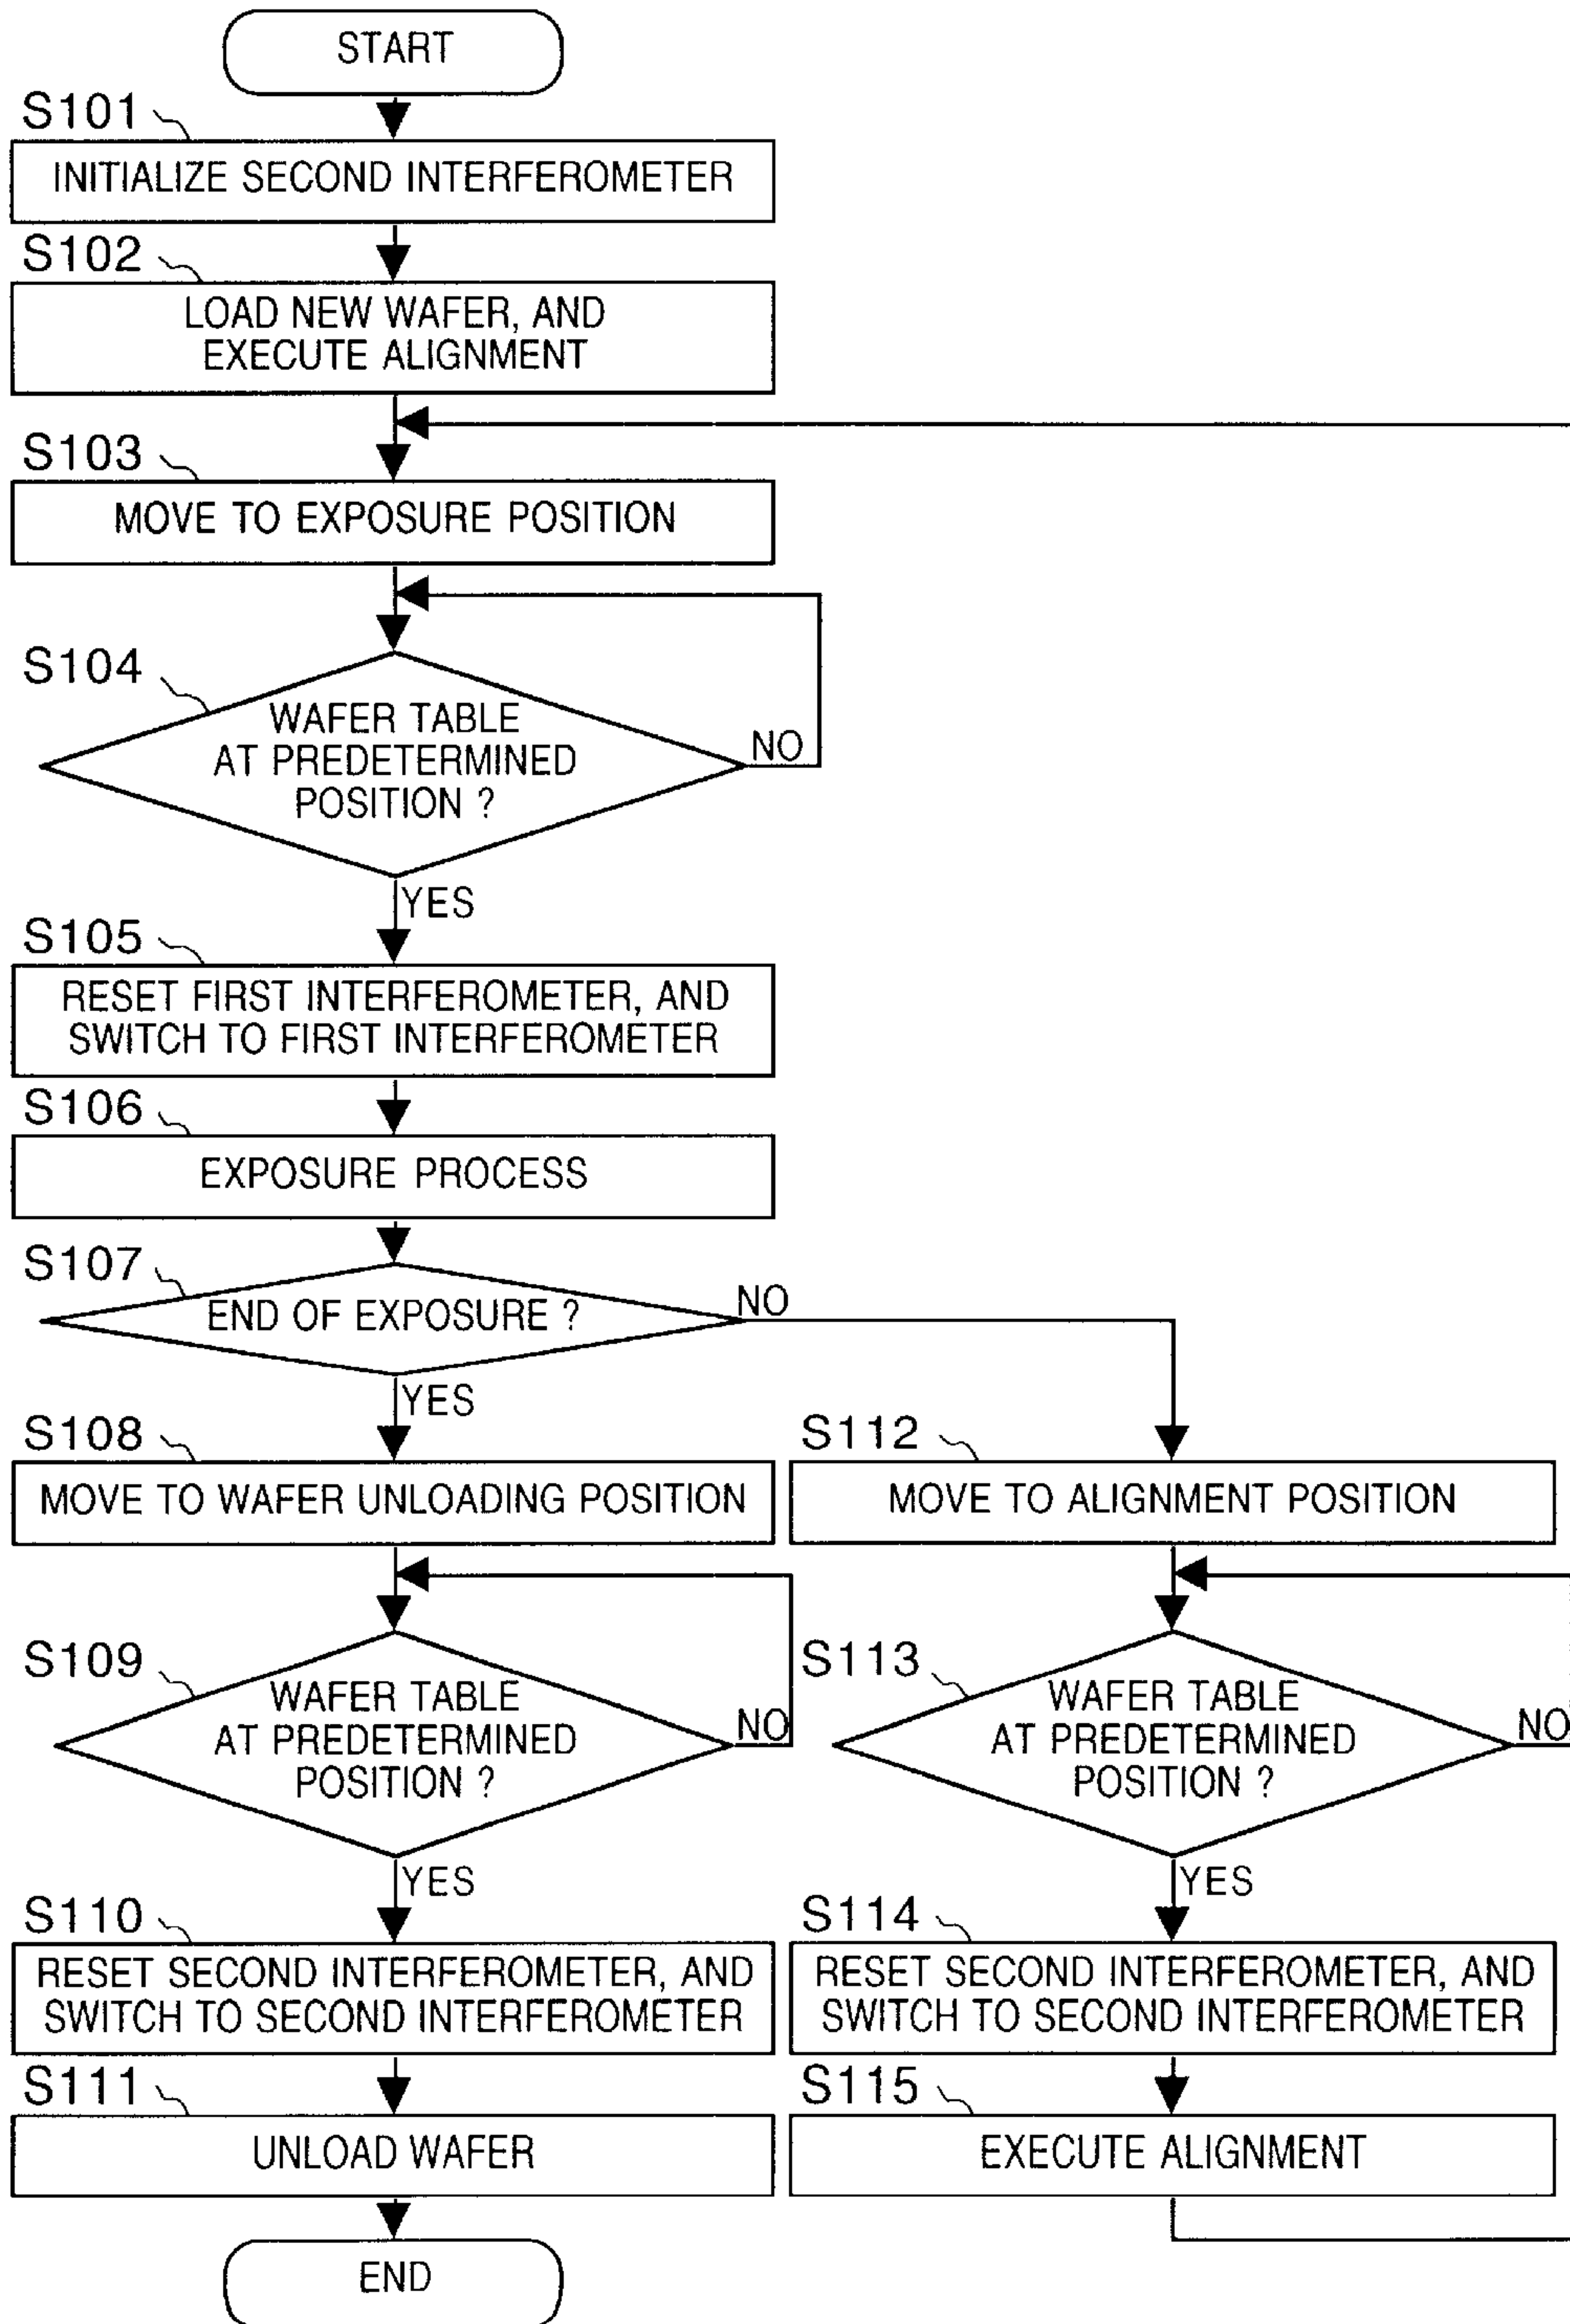 START
S101
INITIALIZE SECOND INTERFEROMETER
S102
LOAD NEW WAFER, AND
EXECUTE ALIGNMENT
S103
MOVE TO EXPOSURE POSITION
S104
WAFER TABLE
AT PREDETERMINED
POSITION ?
NO
YES
S105
RESET FIRST INTERFEROMETER, AND
SWITCH TO FIRST INTERFEROMETER
S106
EXPOSURE PROCESS
S107
END OF EXPOSURE ?
NO
YES
S108
MOVE TO WAFER UNLOADING POSITION
S109
WAFER TABLE
AT PREDETERMINED
POSITION ?
NO
YES
S110
RESET SECOND INTERFEROMETER, AND
SWITCH TO SECOND INTERFEROMETER
S111
UNLOAD WAFER
END
S112
MOVE TO ALIGNMENT POSITION
S113
WAFER TABLE
AT PREDETERMINED
POSITION ?
NO
YES
S114
RESET SECOND INTERFEROMETER, AND
SWITCH TO SECOND INTERFEROMETER
S115
EXECUTE ALIGNMENT